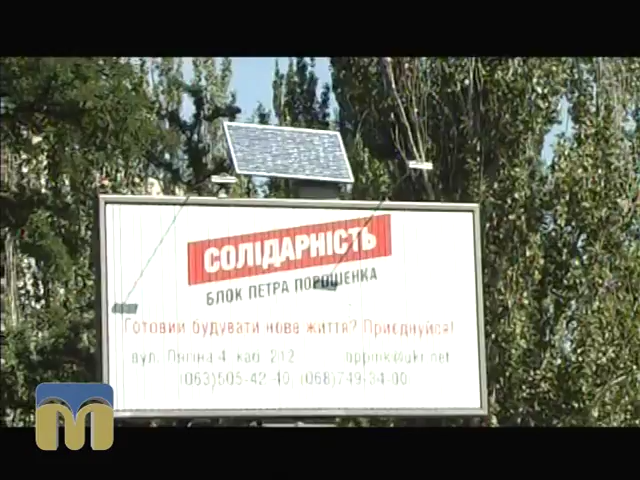 СОЛІДАРНІСТЬ
БЛОК ПЕТРА ПОРОШЕНКА
Готовий будувати нове життя? Приєднуйся!
вул. 4 каб. 212
(063)505-42-40 (068)749-34-00
М